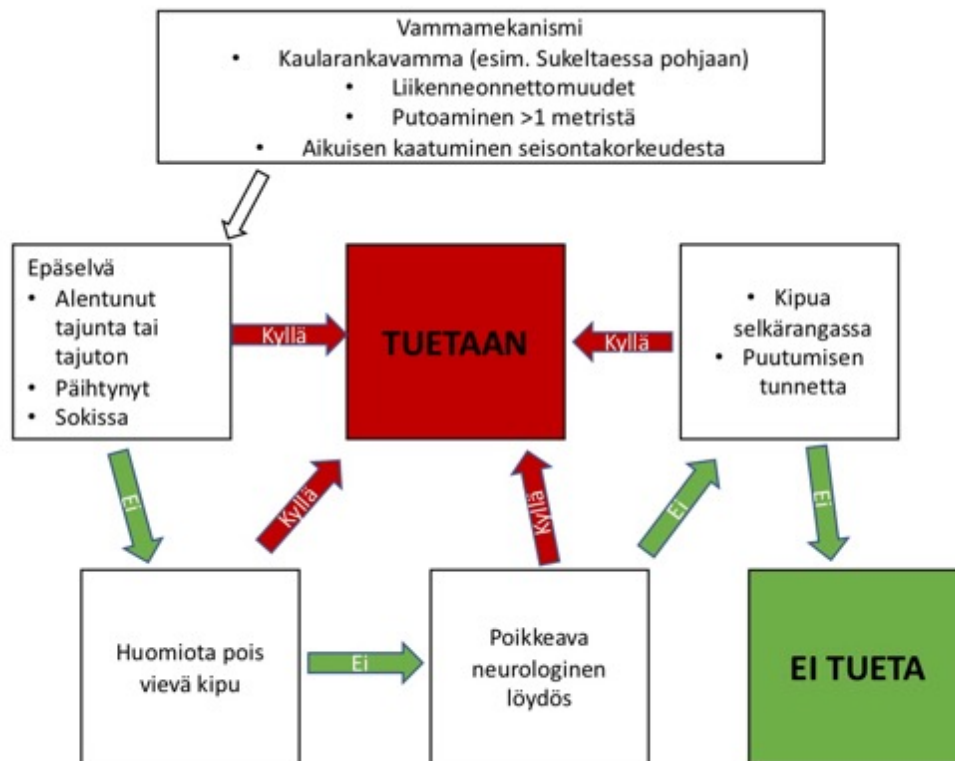 Vammamekanismi
• Kaularankavamma (esim. Sukeltaessa pohjaan)
• Liikenneonnettomuudet
• Putoaminen >1 metristä
• Aikuisen kaatuminen seisontakorkeudesta
Epäselvä
• Alentunut
tajunta tai
tajuton
• Päihtynyt
• Sokissa
Kyllä
TUETAAN
Kyllä
• Kipua
selkärangassa
• Puutumisen
tunnetta
Ei
Kyllä
Kyllä
Ei
Ei
Huomiota pois
vievä kipu
Ei
Poikkeava
neurologinen
löydös
EI TUETA